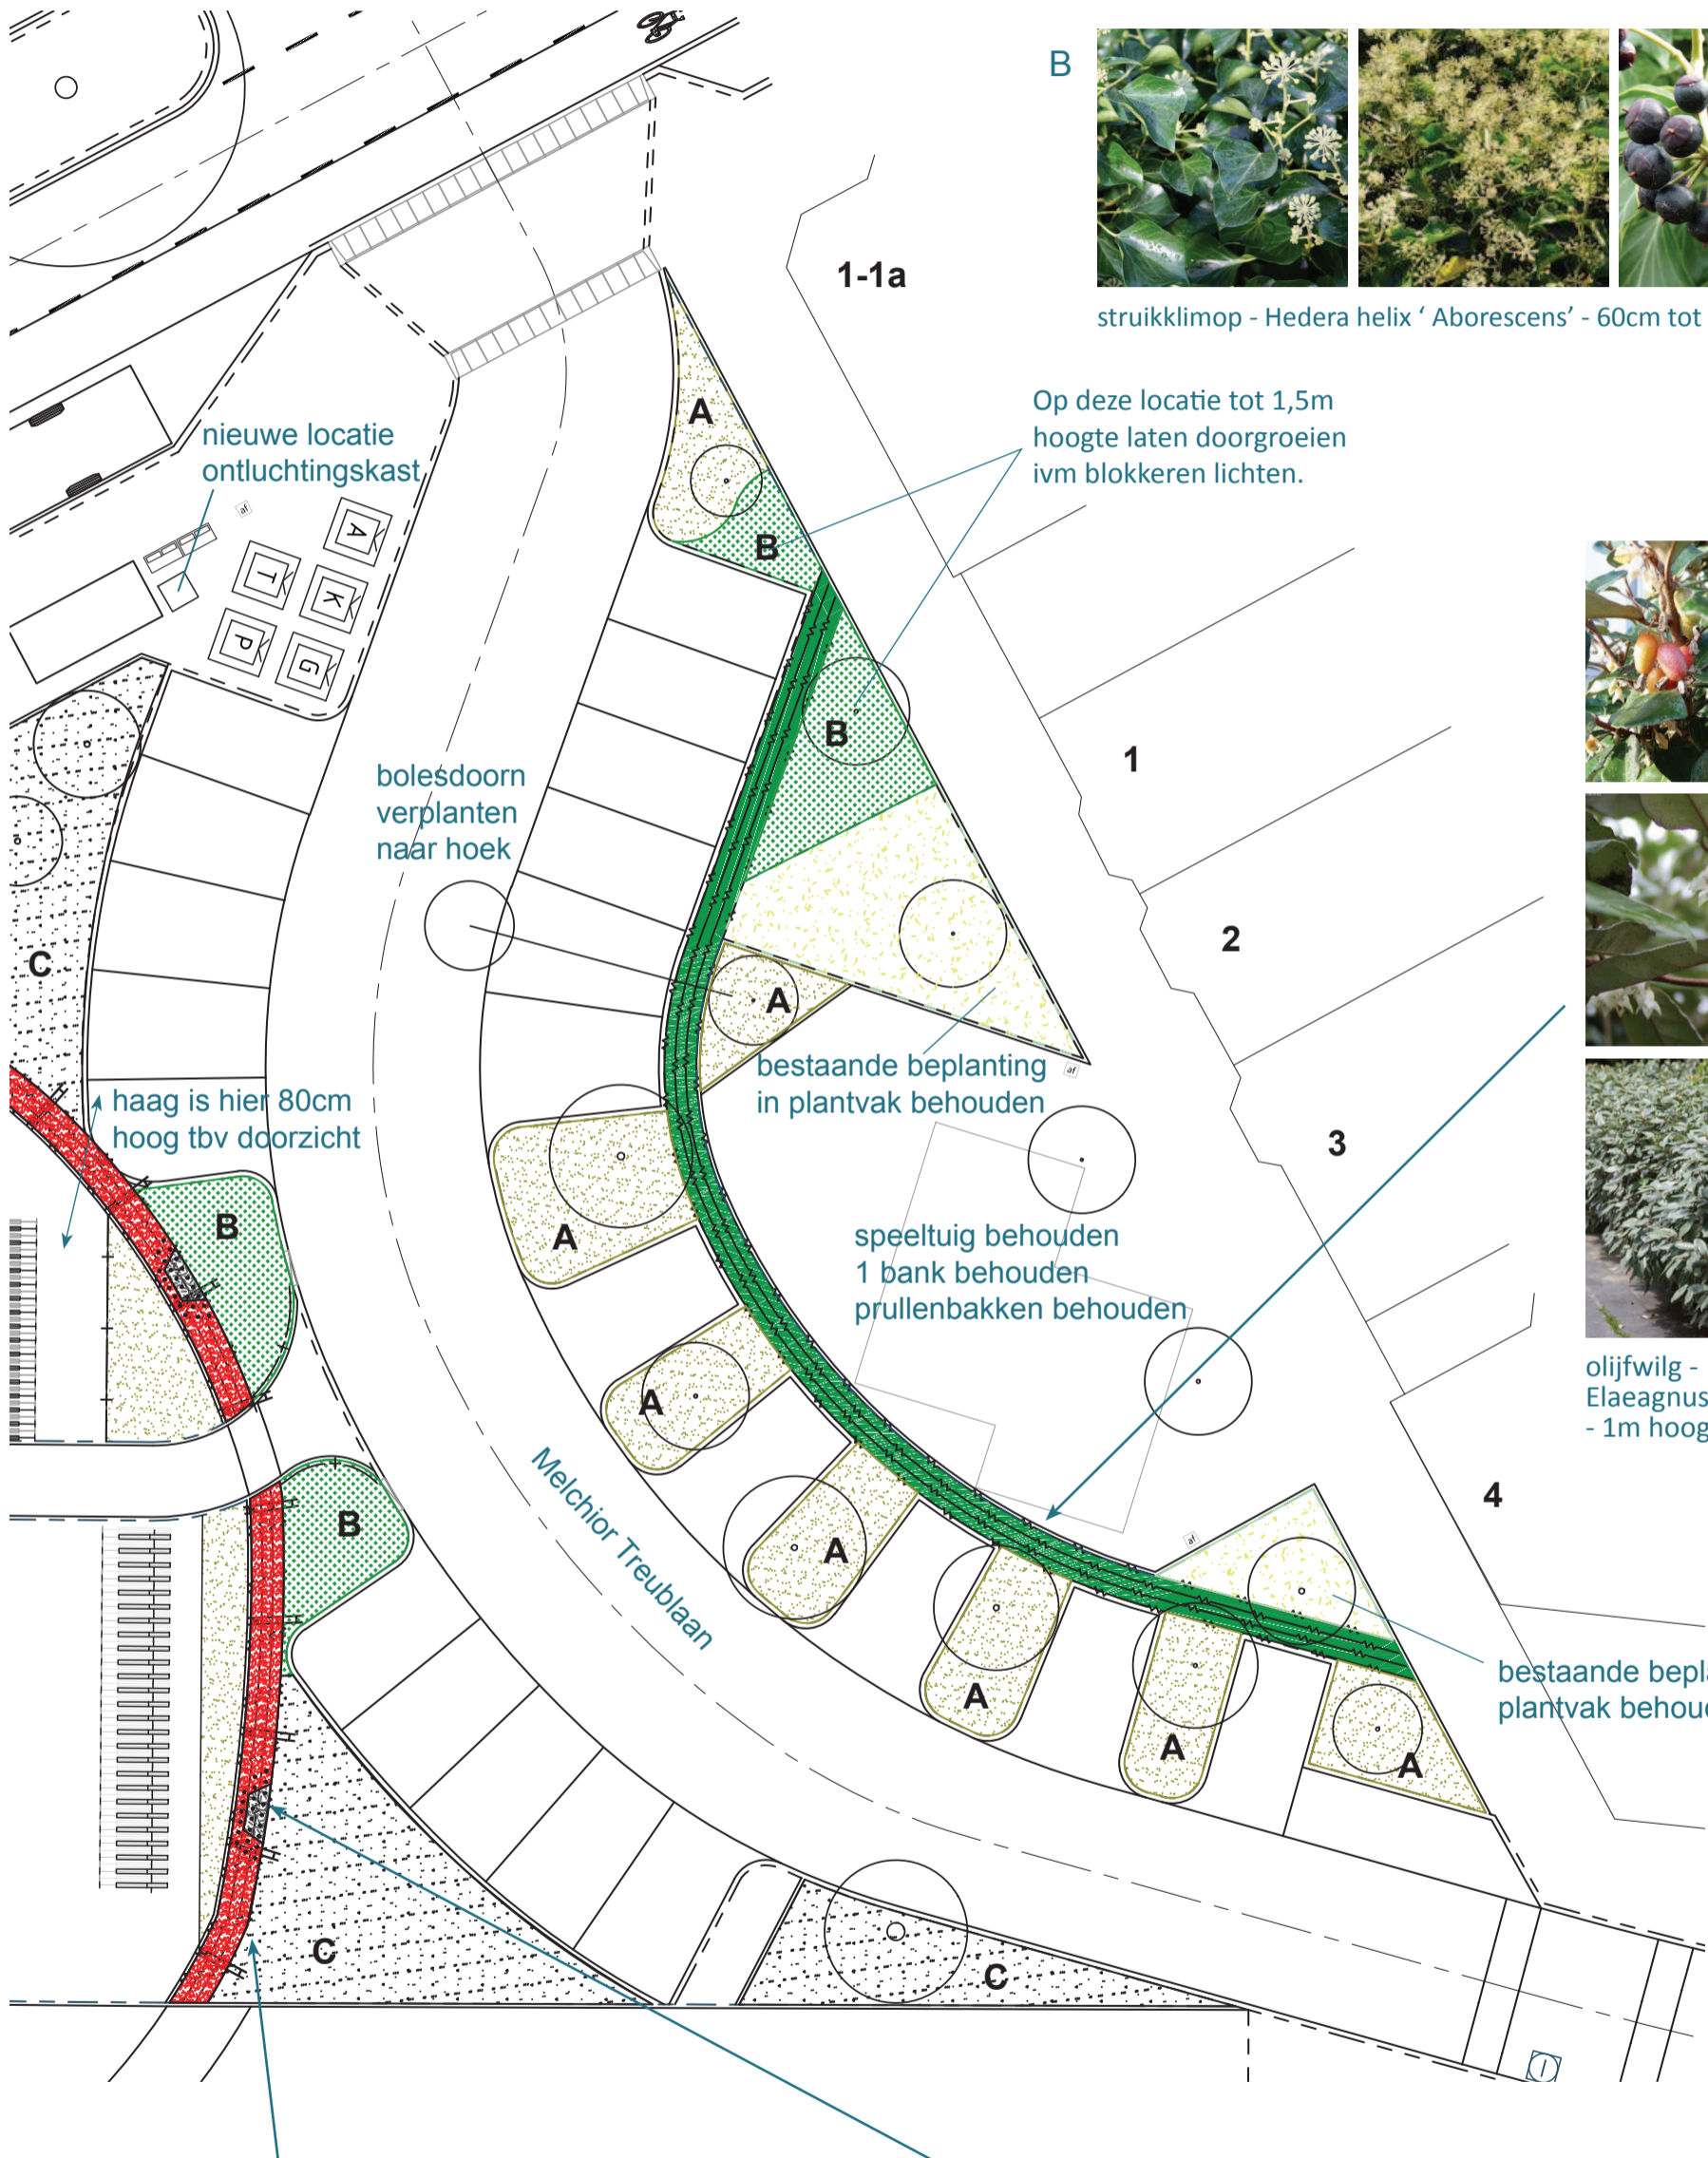 B
struikklimop - Hedera helix ‘ Aborescens’ - 60cm tot
1-1a
A
Op deze locatie tot 1,5m
hoogte laten doorgroeien
ivm blokkeren lichten.
nieuwe locatie
ontluchtingskast
af
A
T
K
P
G
B
B
1
bolesdoorn
verplanten
naar hoek
2
C
A
bestaande beplanting
in plantvak behouden
af
haag is hier 80cm
hoog tbv doorzicht
3
B
A
speeltuig behouden
1 bank behouden
prullenbakken behouden
A
olijfwilg -
Elaeagnus
- 1m hoog
4
B
Melchior Treublaan
A
af
A
A
A
bestaande
plantvak
C
C